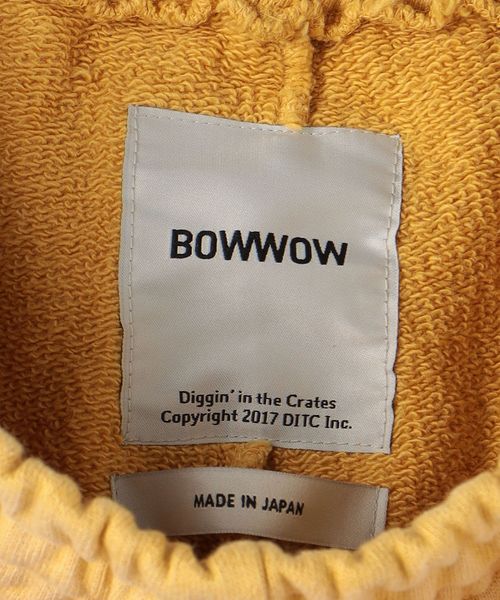 BOWWOW
Diggin' in the Crates
Copyright 2017 DITC Inc.
MADE IN JAPAN